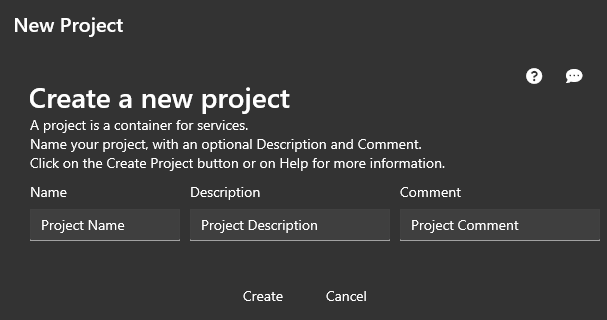 New Project
Create a new project
A project is a container for services.
Name your project, with an optional Description and Comment.
Click on the Create Project button or on Help for more information.
Name Description Comment
Project Name Project Description Project Comment
Create Cancel